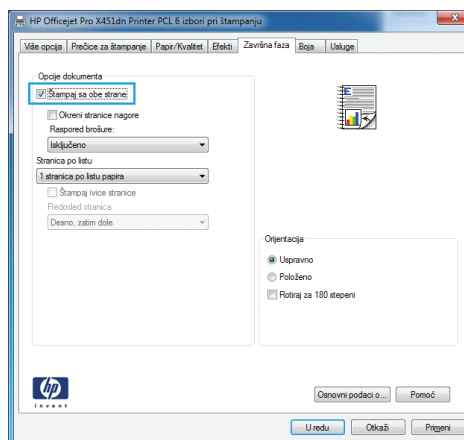 HP Officejet Pro X451dn Printer PCL 6 izbori pri štampanju
Više opcija Prečice za štampanje Papir/Kvalitet Efekti Završna faza Boja Usluge
Opcije dokumenta
Štampaj sa obe strane
Okreni stranice nagore
Raspored brošure:
Isključeno
Stranica po listu
1 stranica po listu papira
Štampaj ivice stranice
Redosled stranica:
Desno, zatim dole
E
Orijentacija
Uspravno
Položeno
Rotiraj za 180 stepeni
hp
invent
Osnovni podaci o... Pomoć
U redu Otkaži Primeni